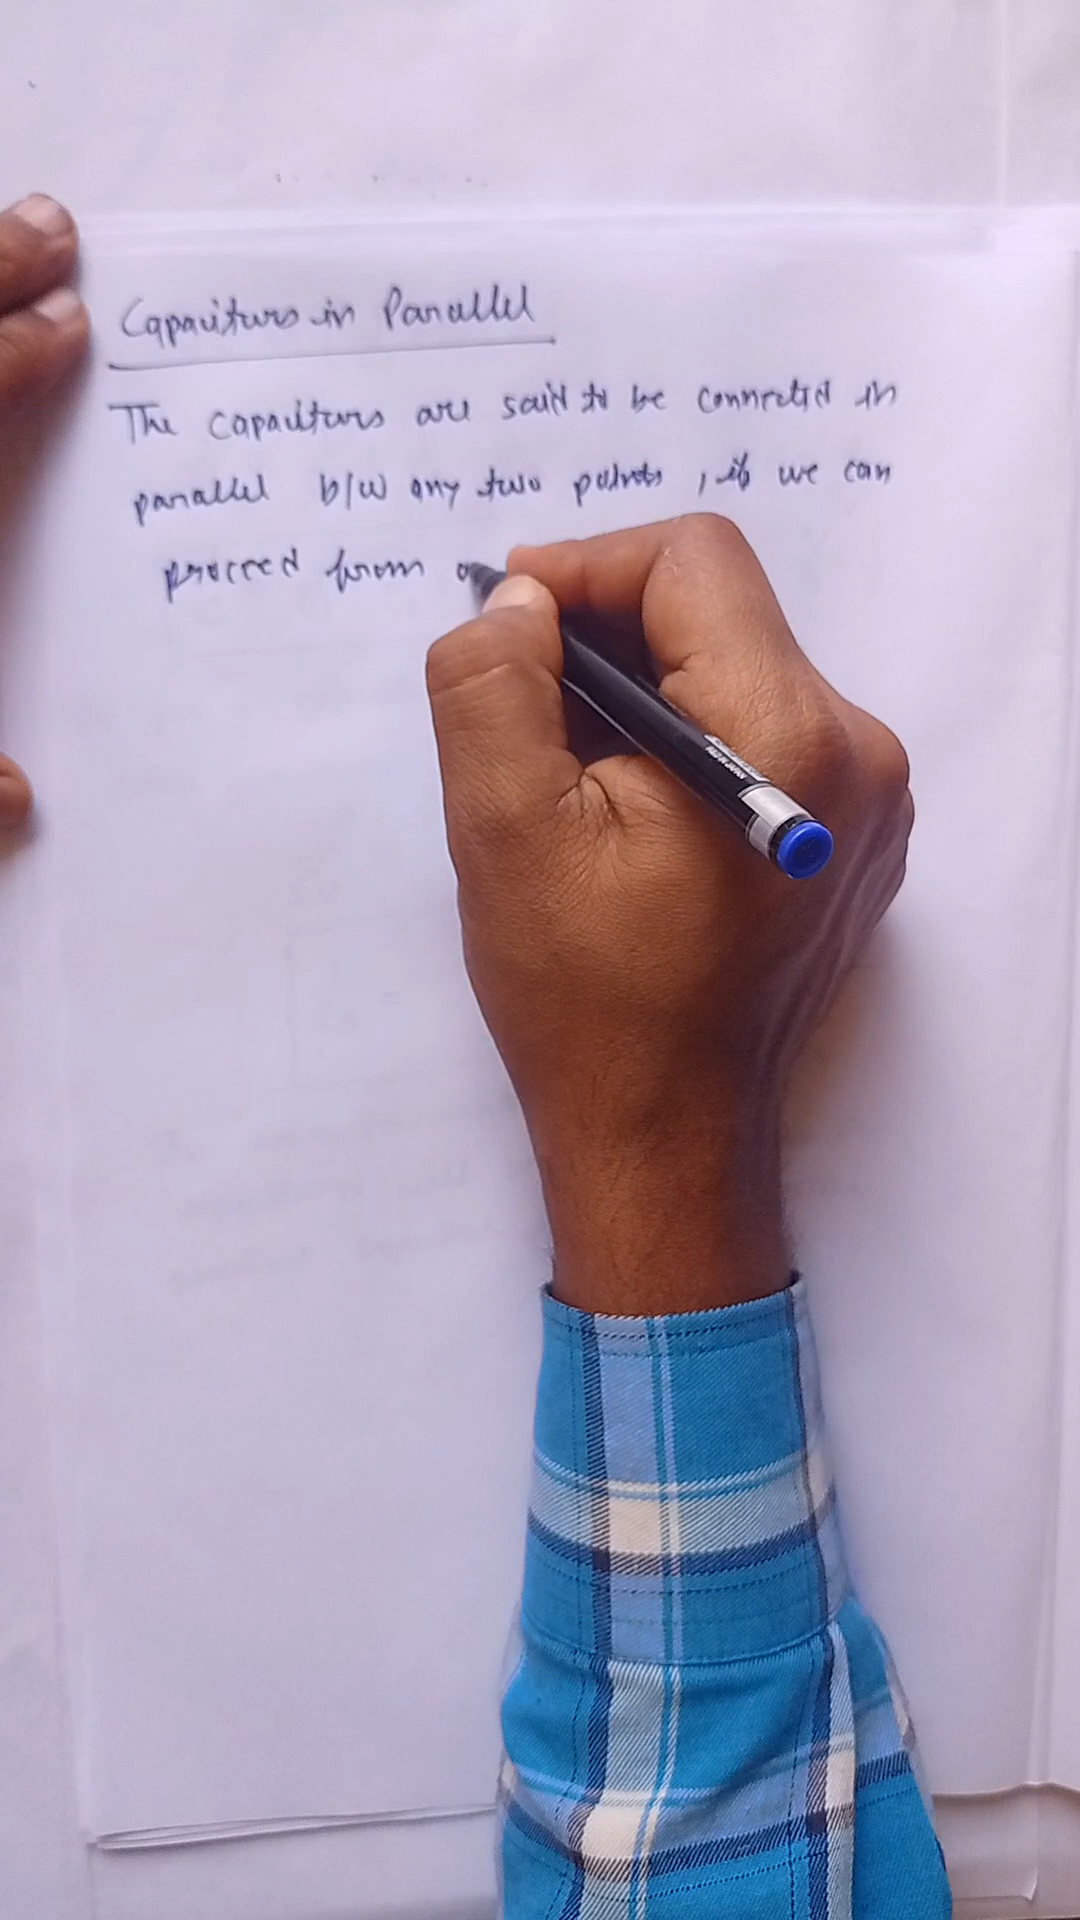 Capacitors in Parallel
The capacitors are said to be connected in
parallel b/w any two points, if we can
proceed from o